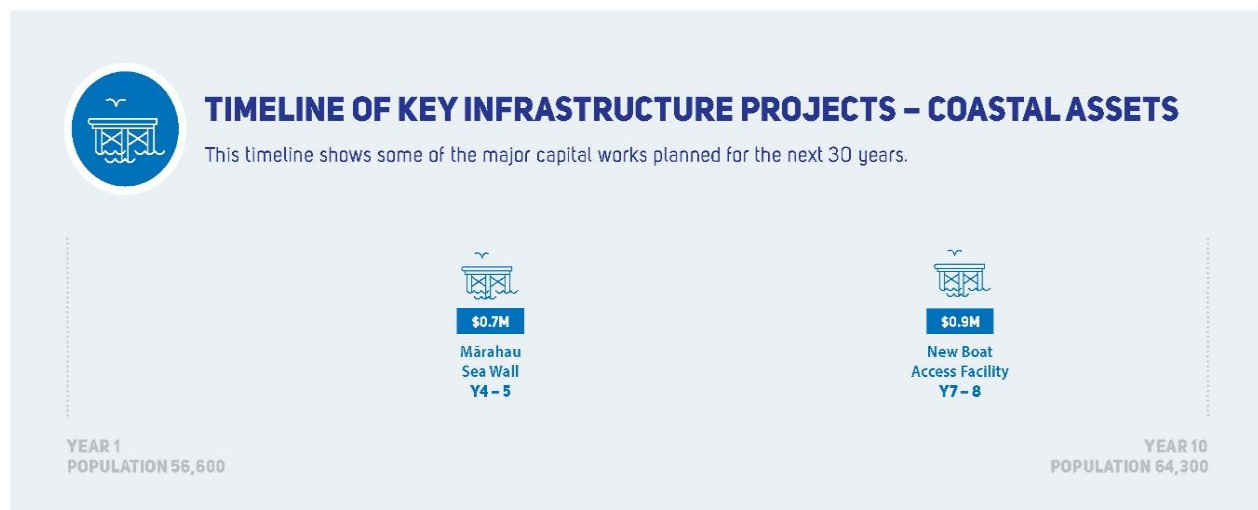 TIMELINE OF KEY INFRASTRUCTURE PROJECTS – COASTAL ASSETS
This timeline shows some of the major capital works planned for the next 30 years.
$0.7M
Mārahau
Sea Wall
Y4 – 5
$0.9M
New Boat
Access Facility
Y7 – 8
YEAR 1
POPULATION 56,600
YEAR 10
POPULATION 64,300